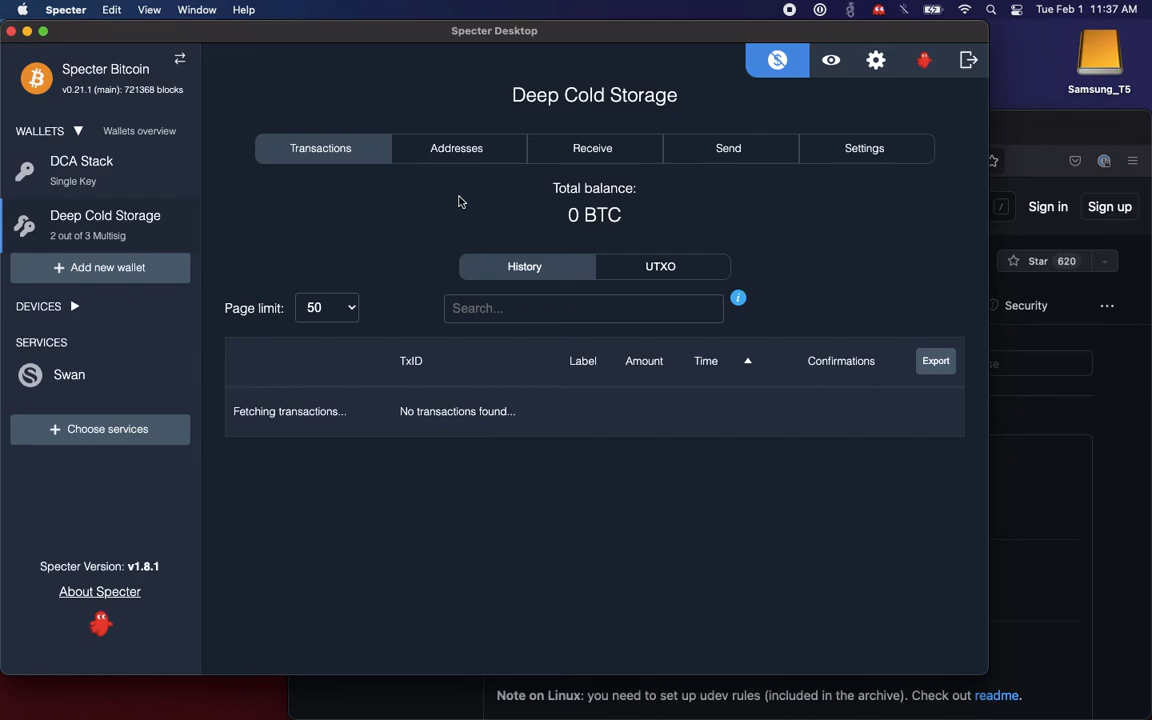 Specter Edit View Window Help
Tue Feb 1 11:37 AM
Specter Desktop
Samsung_T5
Specter Bitcoin
v0.21.1 (main): 721368 blocks
Deep Cold Storage
WALLETS ▼ Wallets overview
DCA Stack
Single Key
Deep Cold Storage
2 out of 3 Multisig
+ Add new wallet
DEVICES ▶
SERVICES
Swan
+ Choose services
Specter Version: v1.8.1
About Specter
Transactions Addresses Receive Send Settings
Total balance:
0 BTC
History UTXO
Page limit: 50 Search... i
TxID Label Amount Time ▲ Confirmations Export
Fetching transactions... No transactions found...
/ Sign in Sign up
Star 620
Security ...
Note on Linux: you need to set up udev rules (included in the archive). Check out readme.